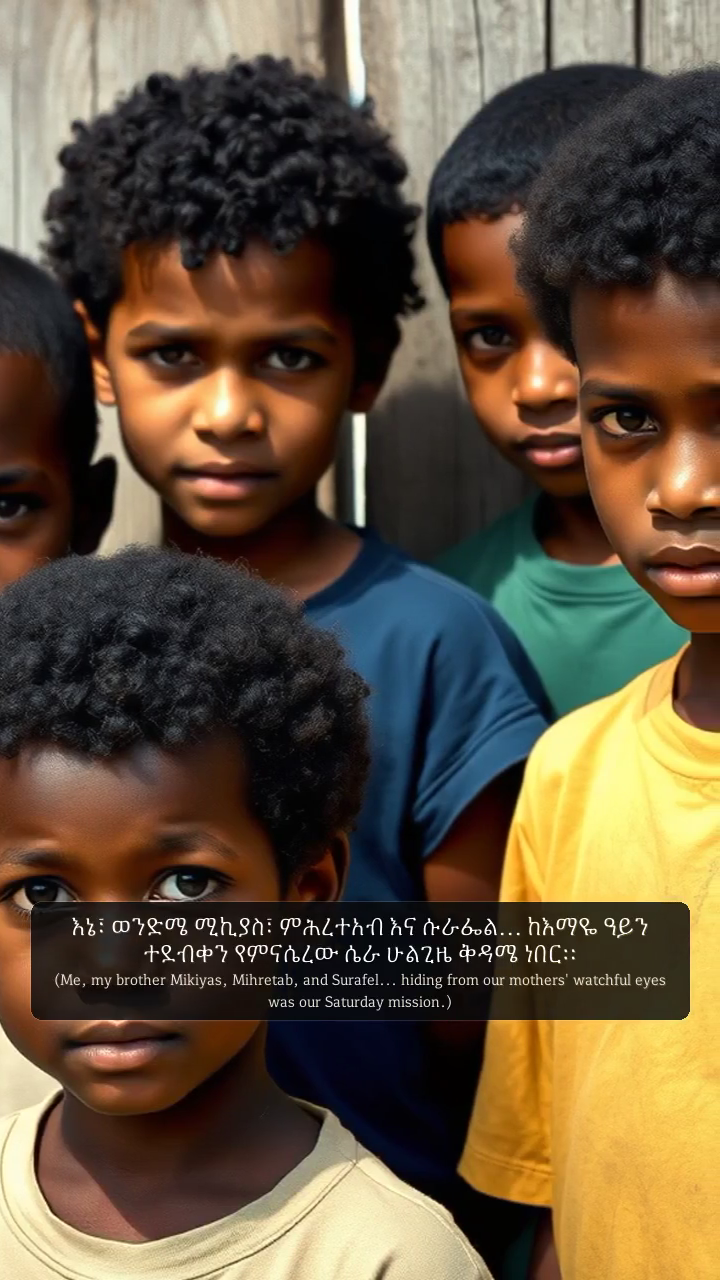 እኔ፣ ወንድሜ ሚኪያስ፣ ምሕረተአብ እና ሱራፌል... ከእማዬ ዓይን
ተደብቀን የምናሴረው ሴራ ሁልጊዜ ቅዳሜ ነበር።
(Me, my brother Mikiyas, Mihretab, and Surafel... hiding from our mothers' watchful eyes
was our Saturday mission.)